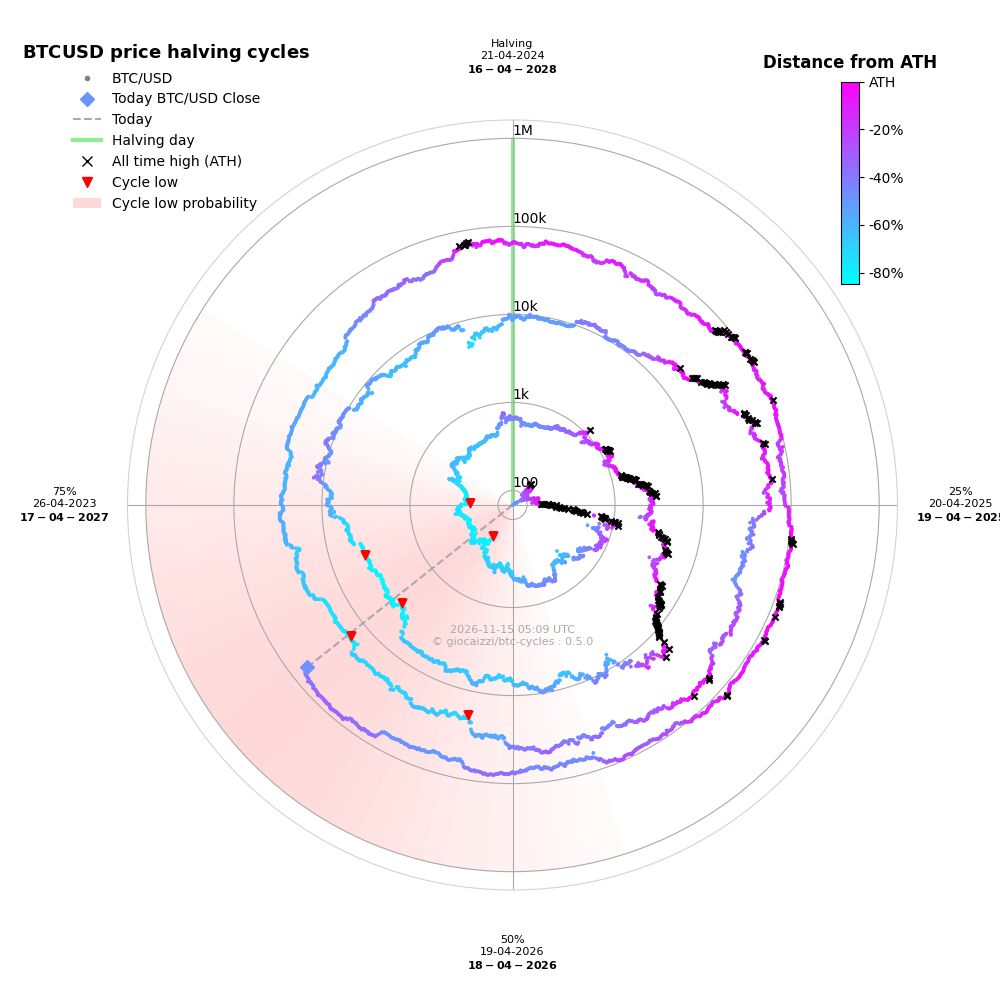 BTCUSD price halving cycles
BTC/USD
Today BTC/USD Close
Today
Halving day
All time high (ATH)
Cycle low
Cycle low probability
Halving
21-04-2024
16-04-2028
Distance from ATH
ATH
-20%
-40%
-60%
-80%
1M
100k
10k
1k
100
75%
26-04-2023
17-04-2027
25%
20-04-2025
19-04-2025
2026-11-15 05:09 UTC
© giocaizzi/btc-cycles : 0.5.0
50%
19-04-2026
18-04-2026